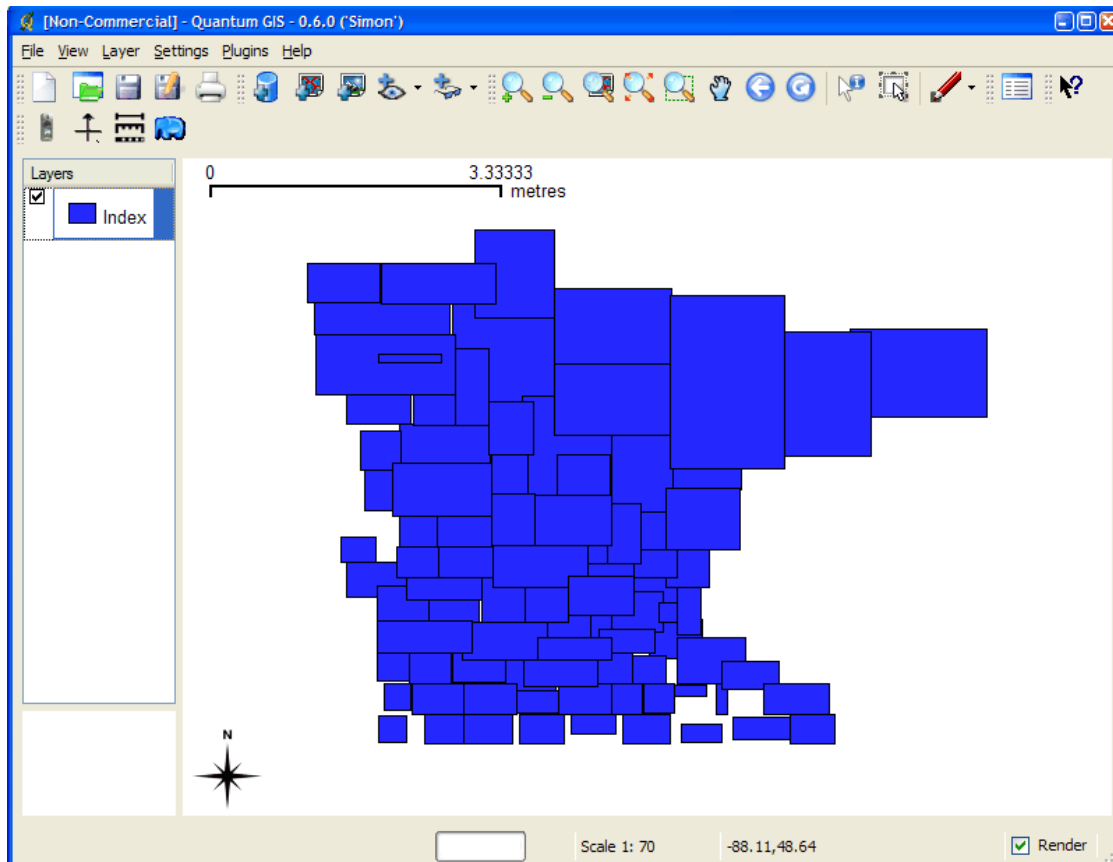 [Non-Commercial] - Quantum GIS - 0.6.0 ('Simon')
File View Layer Settings Plugins Help
Layers
Index
0 3.33333
metres
N
Scale 1: 70 -88.11,48.64 Render